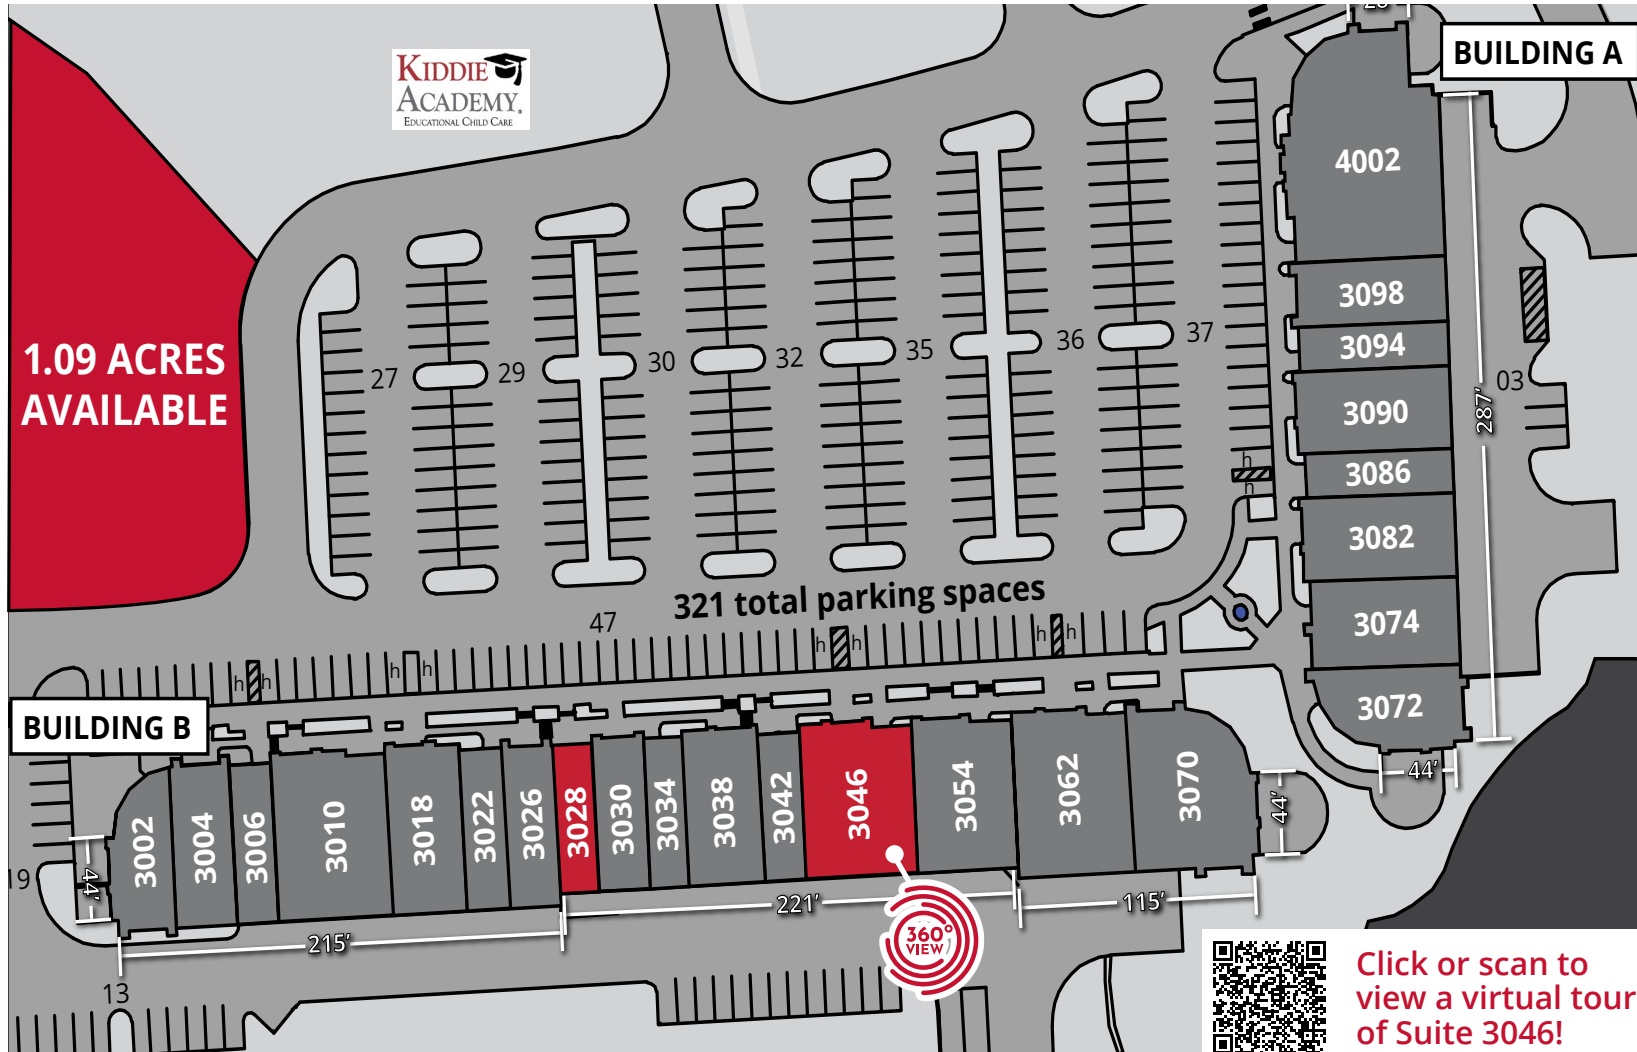 28'
BUILDING A
KIDDIE
ACADEMY.
EDUCATIONAL CHILD CARE
4002
3098
3094
3090
3086
3082
3074
3072
287'
03
44'
1.09 ACRES
AVAILABLE
27
29
30
32
35
36
37
h
h
321 total parking spaces
47
h h
h h
h h
h h
BUILDING B
3002
3004
3006
3010
3018
3022
3026
3028
3030
3034
3038
3042
3046
3054
3062
3070
44'
44'
19
215'
221'
115'
13
360°
VIEW
Click or scan to
view a virtual tour
of Suite 3046!